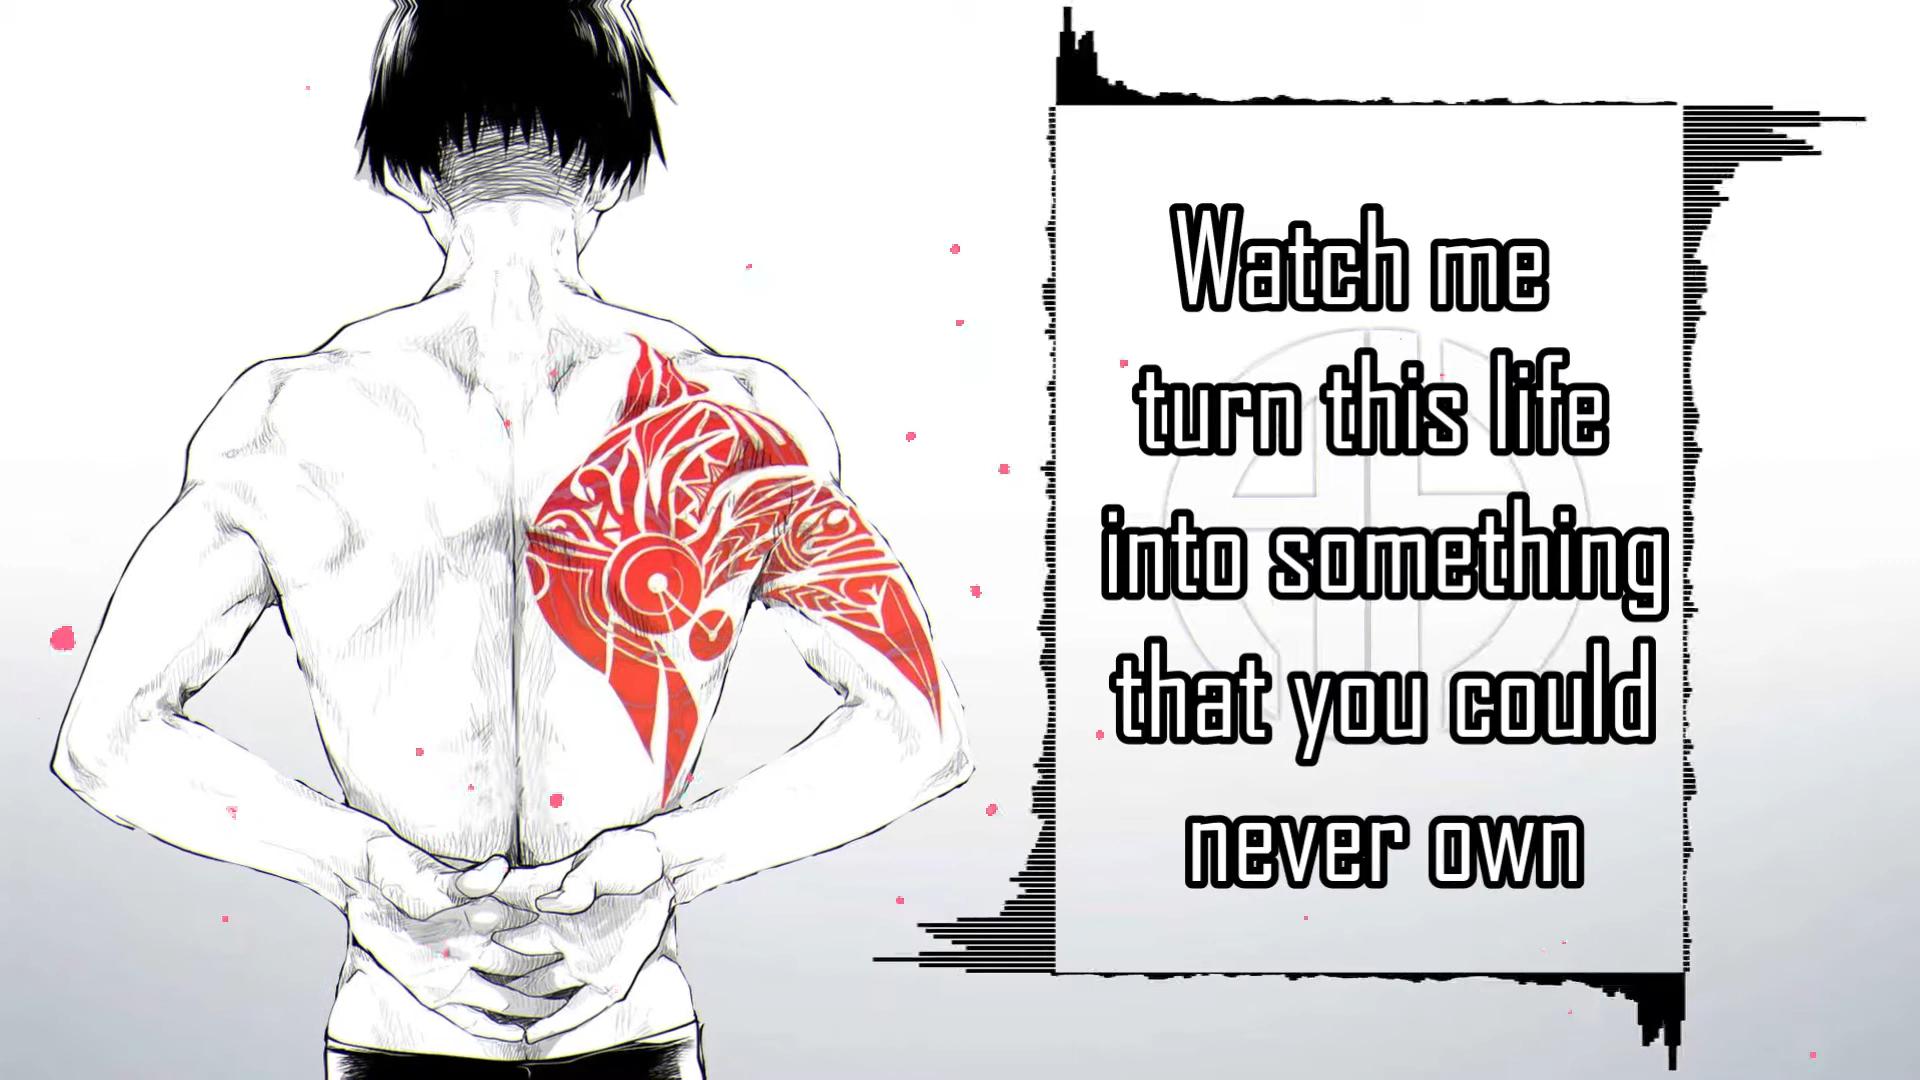 Watch me
turn this life
into something
that you could
never own